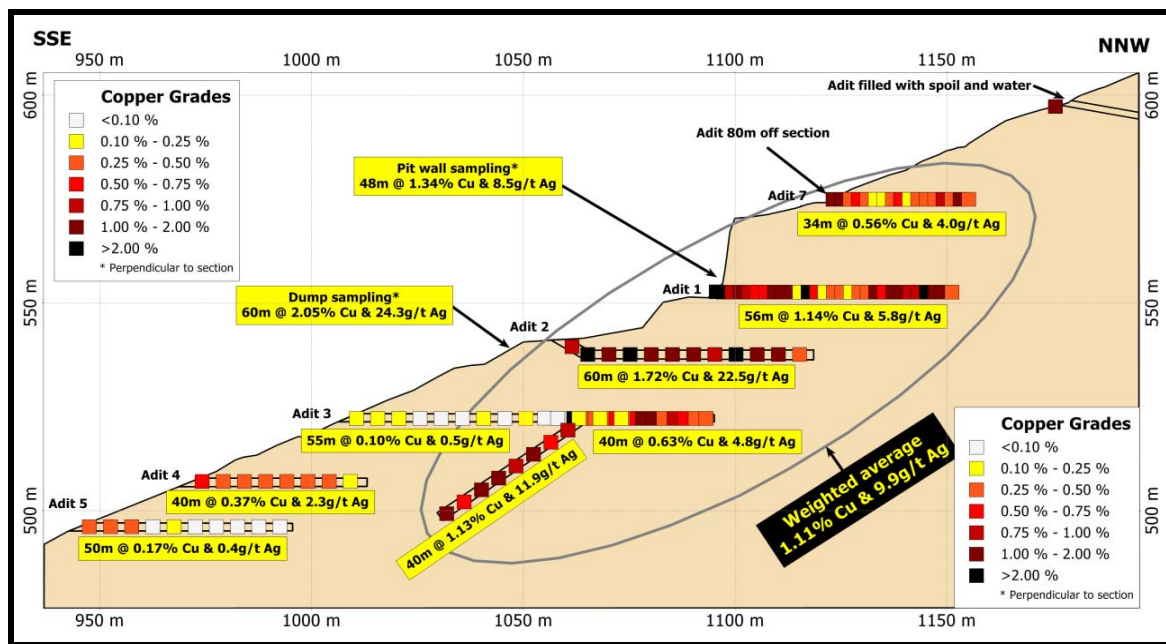 SSE
NNW
950 m
1000 m
1050 m
1100 m
1150 m
600 m
550 m
500 m
600 m
550 m
500 m
Copper Grades
<0.10 %
0.10 % - 0.25 %
0.25 % - 0.50 %
0.50 % - 0.75 %
0.75 % - 1.00 %
1.00 % - 2.00 %
>2.00 %
* Perpendicular to section
Adit filled with spoil and water
Adit 80m off section
Pit wall sampling*
48m @ 1.34% Cu & 8.5g/t Ag
Adit 7
34m @ 0.56% Cu & 4.0g/t Ag
Dump sampling*
60m @ 2.05% Cu & 24.3g/t Ag
Adit 1
56m @ 1.14% Cu & 5.8g/t Ag
Adit 2
60m @ 1.72% Cu & 22.5g/t Ag
Adit 3
55m @ 0.10% Cu & 0.5g/t Ag
40m @ 0.63% Cu & 4.8g/t Ag
40m @ 1.13% Cu & 11.9g/t Ag
Adit 4
40m @ 0.37% Cu & 2.3g/t Ag
Adit 5
50m @ 0.17% Cu & 0.4g/t Ag
Weighted average
1.11% Cu & 9.9g/t Ag
Copper Grades
<0.10 %
0.10 % - 0.25 %
0.25 % - 0.50 %
0.50 % - 0.75 %
0.75 % - 1.00 %
1.00 % - 2.00 %
>2.00 %
* Perpendicular to section
950 m
1000 m
1050 m
1100 m
1150 m